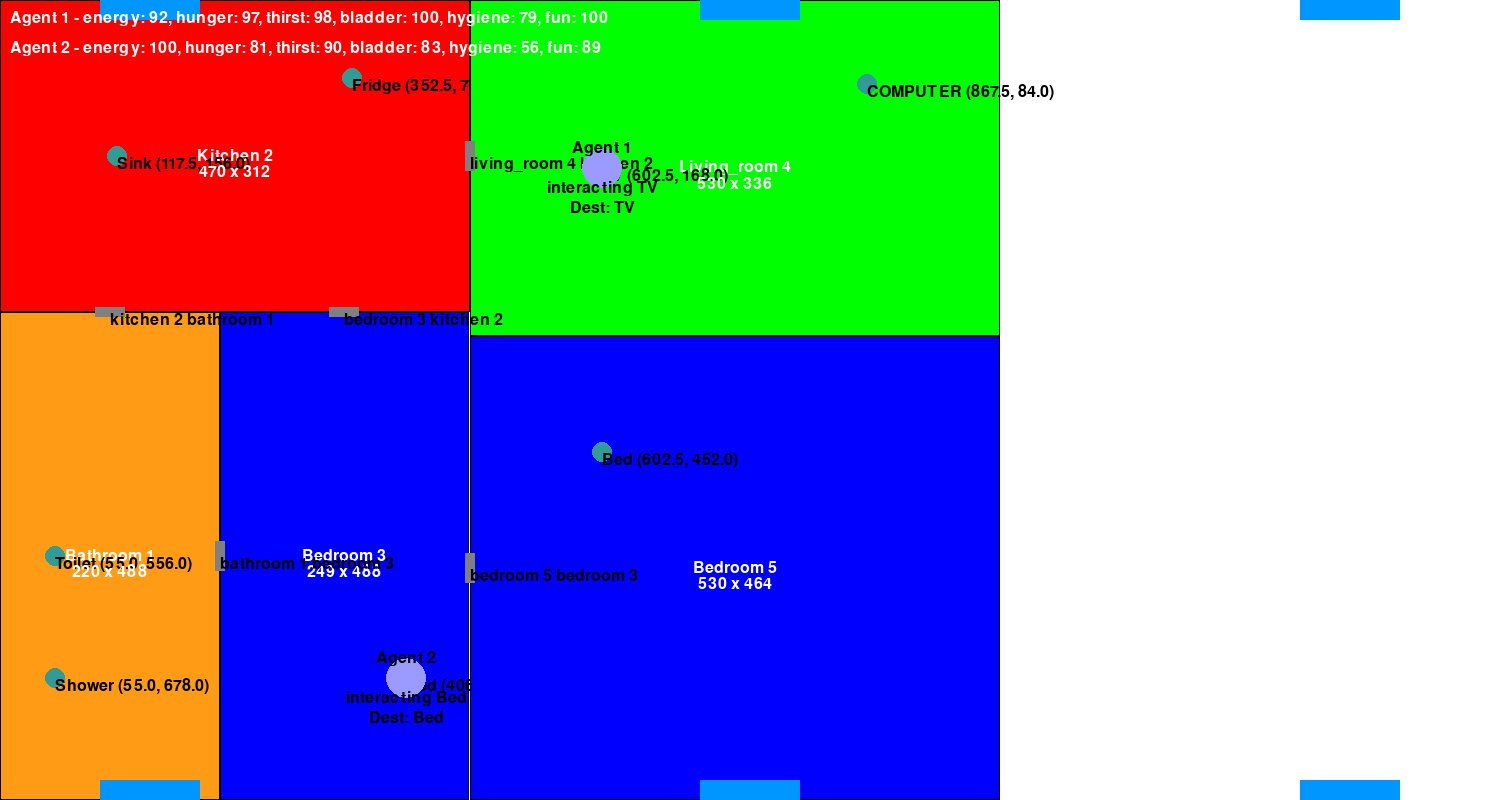 Agent 1 - energy: 92, hunger: 97, thirst: 98, bladder: 100, hygiene: 79, fun: 100
Agent 2 - energy: 100, hunger: 81, thirst: 90, bladder: 83, hygiene: 56, fun: 89
Fridge (352.5, 7
COMPUTER (867.5, 84.0)
Sink (117.5, 156.0)
Kitchen 2
470 x 312
living_room 4 kitchen 2
Agent 1
(602.5, 168.0)
interacting TV
Dest: TV
Living_room 4
530 x 336
kitchen 2 bathroom 1
bedroom 3 kitchen 2
Bed (602.5, 452.0)
Bathroom 1
220 x 488
Toilet (55.0, 556.0)
bathroom 1 bedroom 3
Bedroom 3
249 x 488
bedroom 5 bedroom 3
Bedroom 5
530 x 464
Shower (55.0, 678.0)
Agent 2
(406
interacting Bed
Dest: Bed